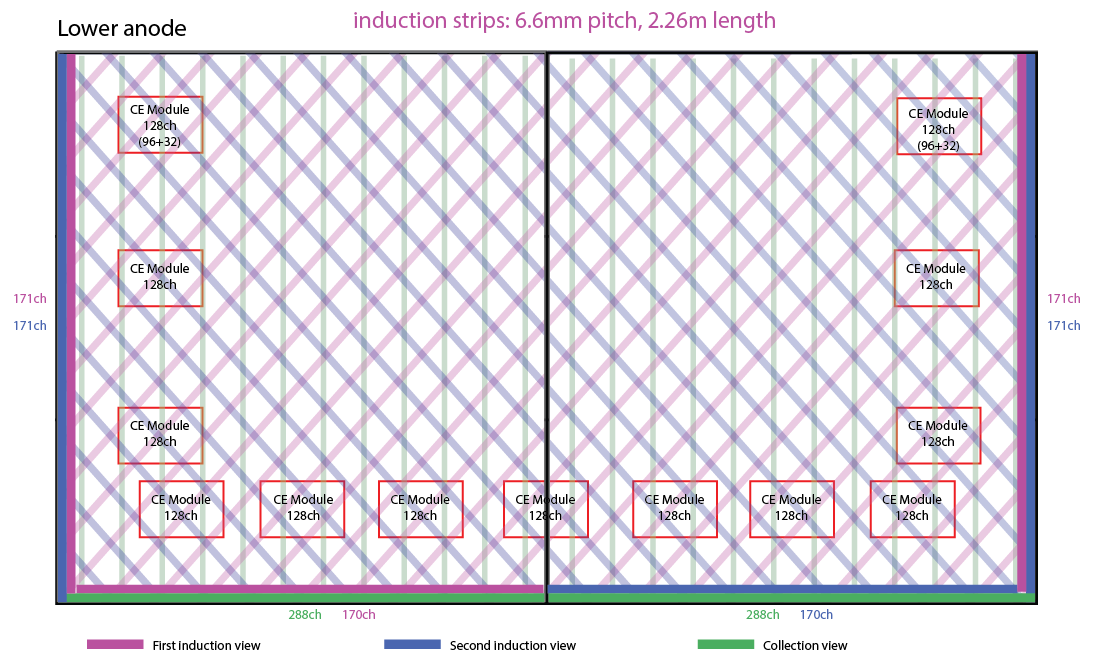 induction strips: 6.6mm pitch, 2.26m length
Lower anode
CE Module
128ch
(96+32)
CE Module
128ch
(96+32)
CE Module
128ch
CE Module
128ch
171ch
171ch
171ch
171ch
CE Module
128ch
CE Module
128ch
CE Module
128ch
CE Module
128ch
CE Module
128ch
CE Module
128ch
CE Module
128ch
CE Module
128ch
CE Module
128ch
288ch 170ch
288ch 170ch
First induction view
Second induction view
Collection view